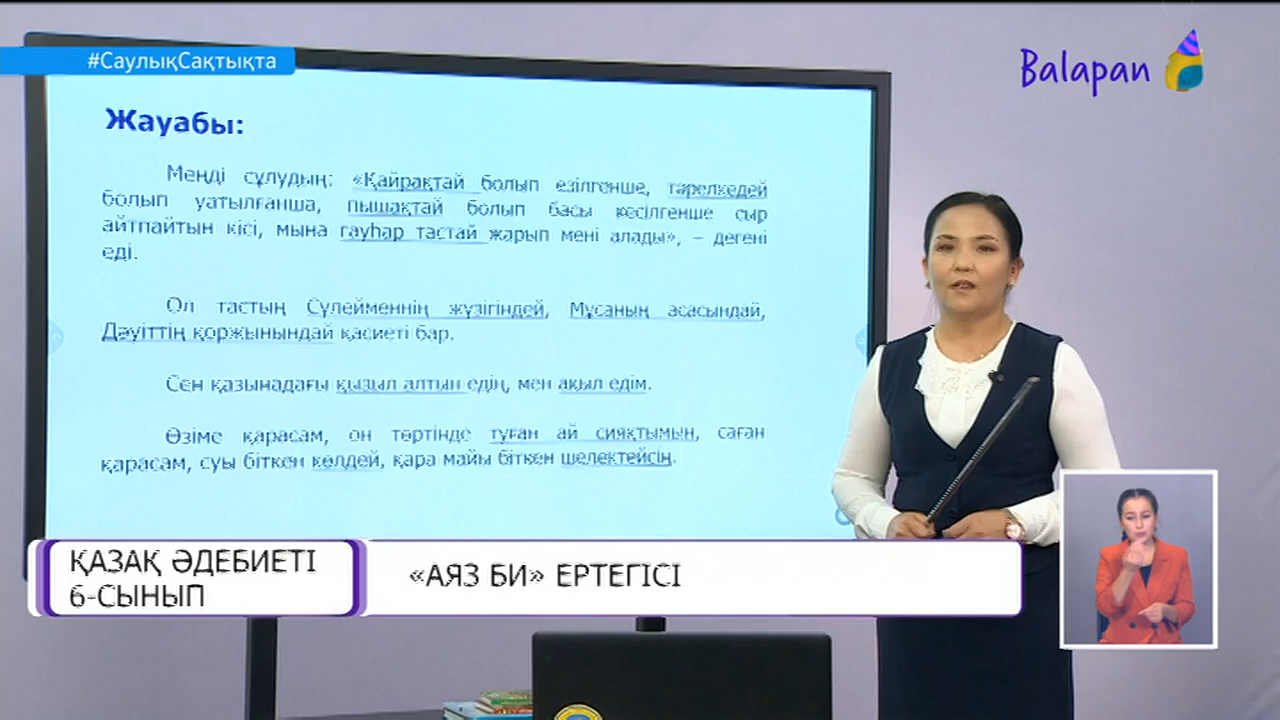 #СаулықСақтықта
Balapan
Жауабы:
Меңді сұлудың: «Қайрақтай болып езілгенше, тарелкедей
болып уатылғанша, пышақтай болып басы кесілгенше сыр
айтпайтын кісі, мына гауһар тастай жарып мені алады», – дегені
еді.
Ол тастың Сүлейменнің жүзігіндей, Мұсаның асасындай,
Дәуіттің қоржынындай қасиеті бар.
Сен қазынадағы қызыл алтын едің, мен ақыл едім.
Өзіме қарасам, он төртінде туған ай сияқтымын, саған
қарасам, суы біткен көлдей, қара майы біткен шелектейсің.
ҚАЗАҚ ӘДЕБИЕТІ
6-СЫНЫП
«АЯЗ БИ» ЕРТЕГІСІ